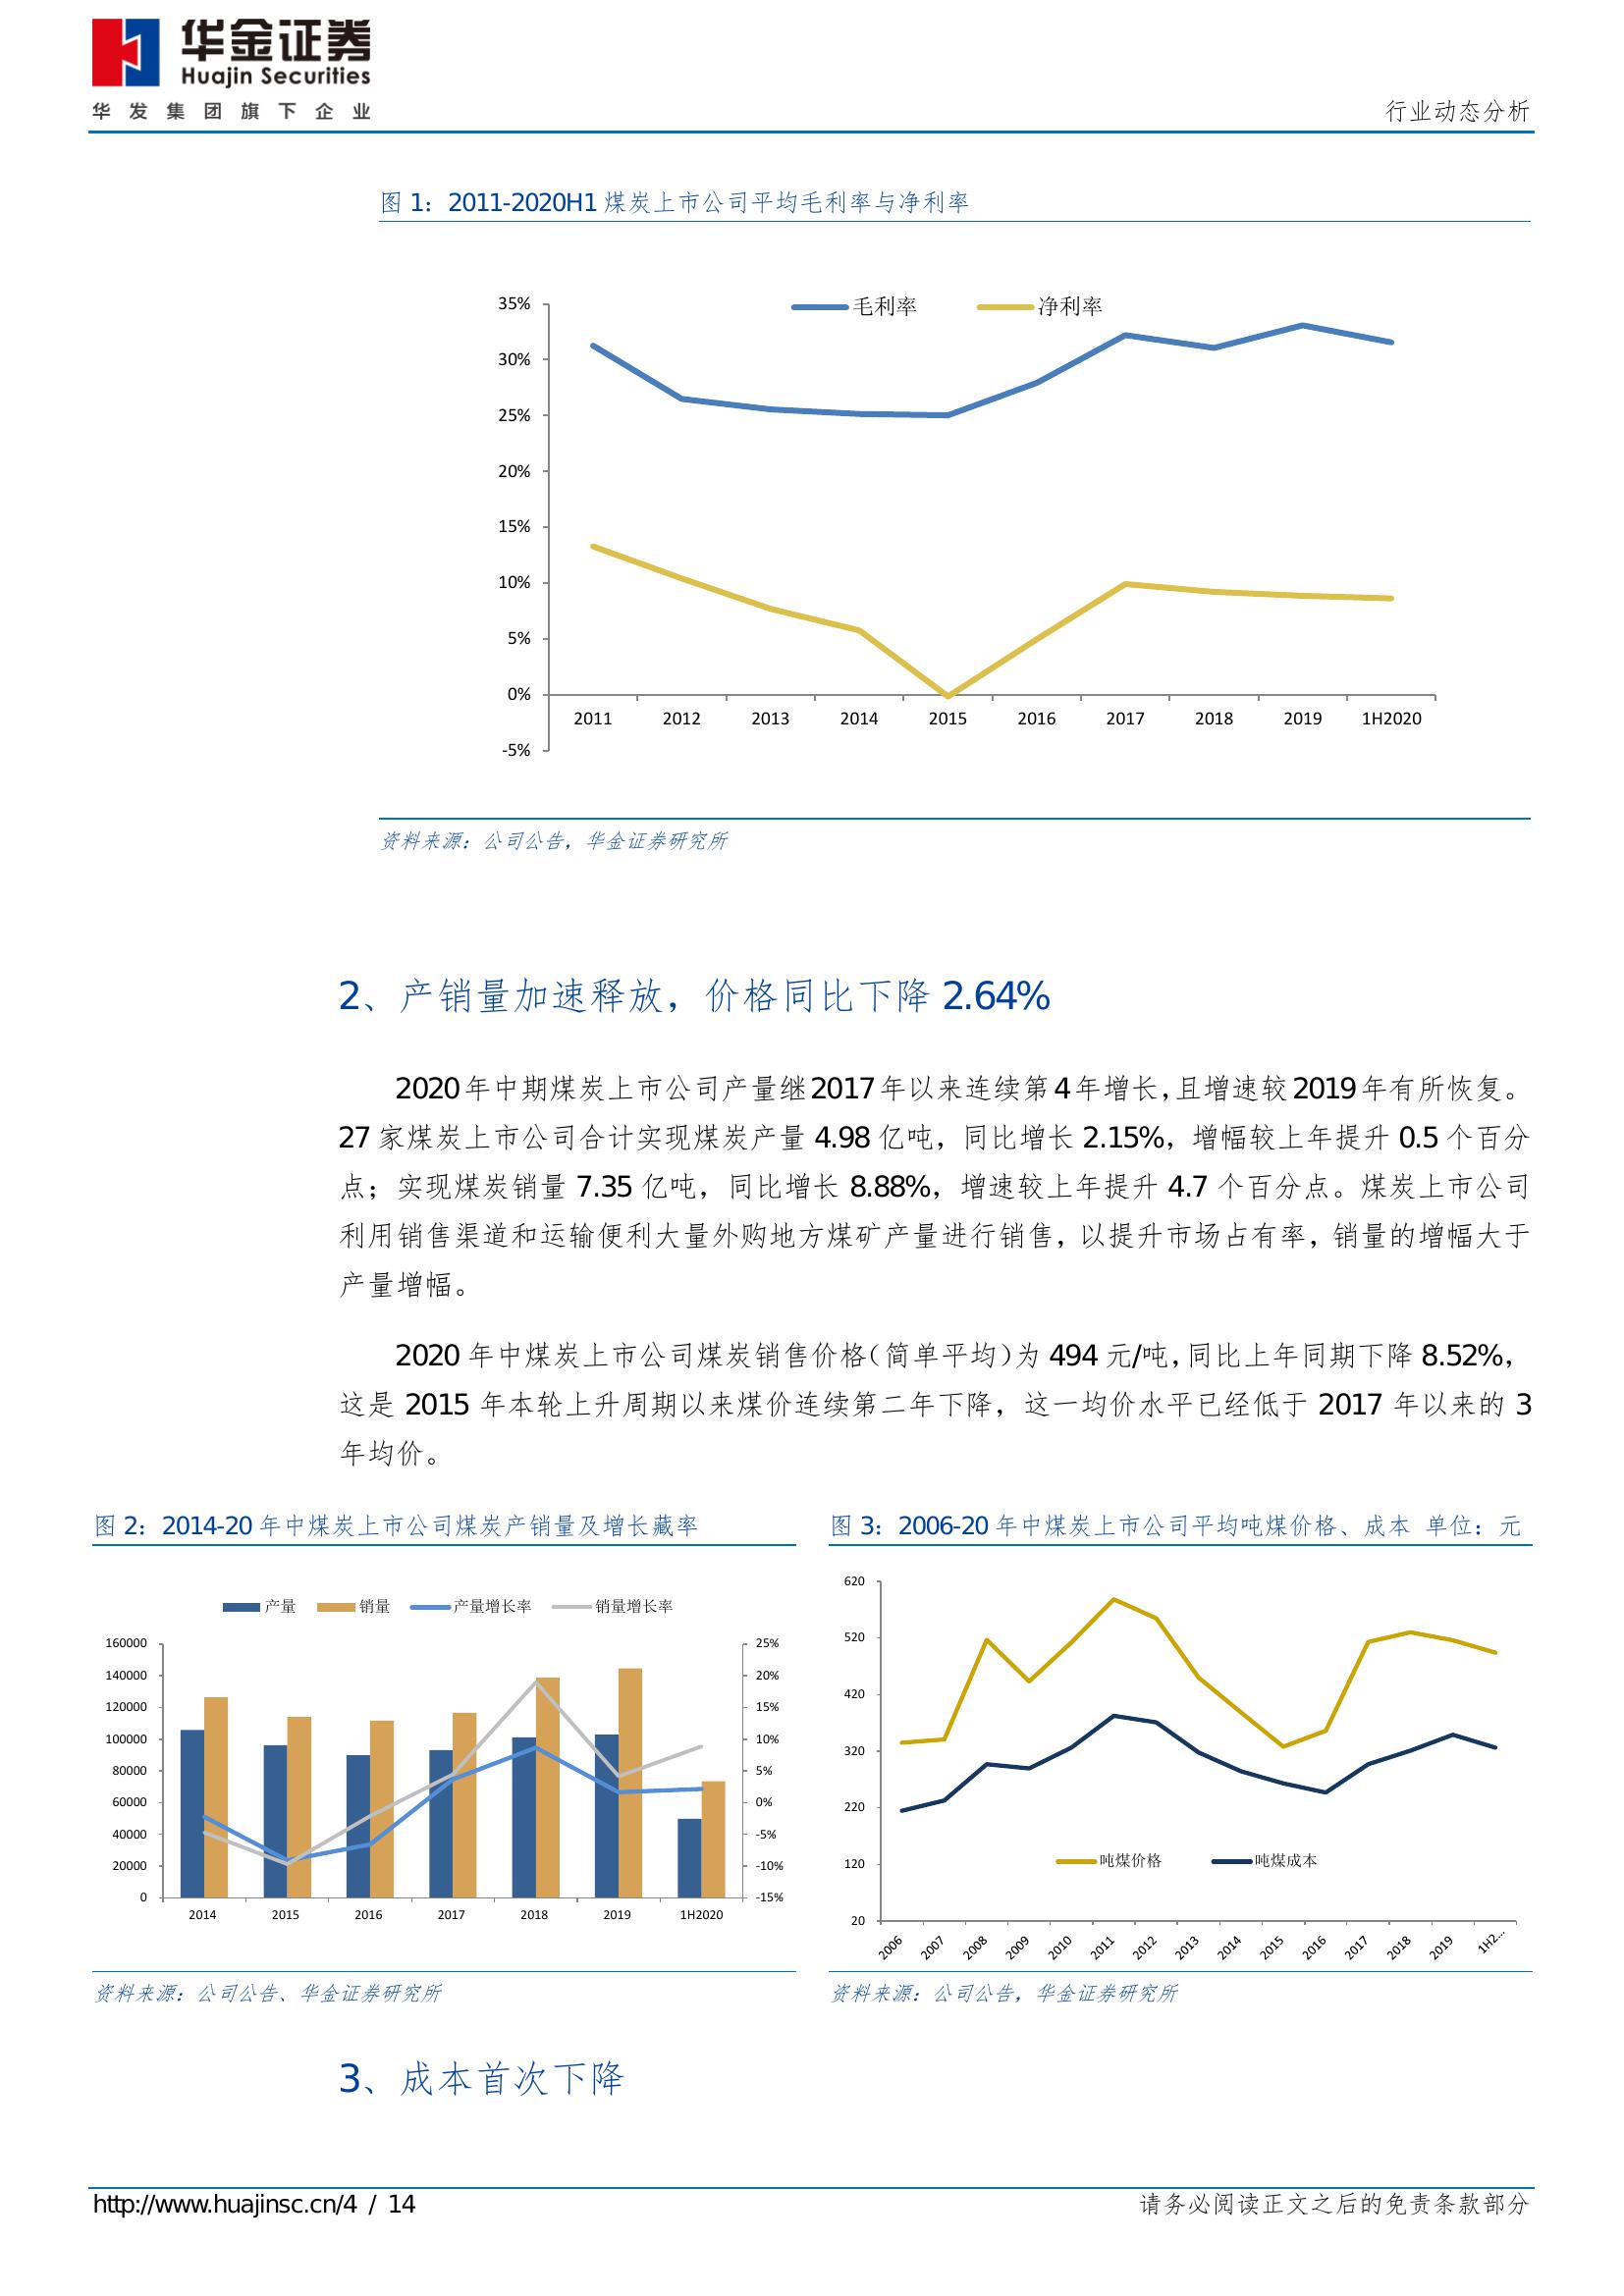 华金证券
Huajin Securities
华发集团旗下企业
行业动态分析
图 1：2011-2020H1 煤炭上市公司平均毛利率与净利率
毛利率 净利率
35%
30%
25%
20%
15%
10%
5%
0%
-5%
2011 2012 2013 2014 2015 2016 2017 2018 2019 1H2020
资料来源：公司公告，华金证券研究所
2、产销量加速释放，价格同比下降 2.64%
2020 年中期煤炭上市公司产量继 2017 年以来连续第 4 年增长，且增速较 2019 年有所恢复。
27 家煤炭上市公司合计实现煤炭产量 4.98 亿吨，同比增长 2.15%，增幅较上年提升 0.5 个百分
点；实现煤炭销量 7.35 亿吨，同比增长 8.88%，增速较上年提升 4.7 个百分点。煤炭上市公司
利用销售渠道和运输便利大量外购地方煤矿产量进行销售，以提升市场占有率，销量的增幅大于
产量增幅。
2020 年中煤炭上市公司煤炭销售价格（简单平均）为 494 元/吨，同比上年同期下降 8.52%，
这是 2015 年本轮上升周期以来煤价连续第二年下降，这一均价水平已经低于 2017 年以来的 3
年均价。
图 2：2014-20 年中煤炭上市公司煤炭产销量及增长藏率
产量 销量 产量增长率 销量增长率
160000
140000
120000
100000
80000
60000
40000
20000
0
25%
20%
15%
10%
5%
0%
-5%
-10%
-15%
2014 2015 2016 2017 2018 2019 1H2020
资料来源：公司公告、华金证券研究所
图 3：2006-20 年中煤炭上市公司平均吨煤价格、成本 单位：元
620
520
420
320
220
120
20
吨煤价格 吨煤成本
2006 2007 2008 2009 2010 2011 2012 2013 2014 2015 2016 2017 2018 2019 1H2...
资料来源：公司公告，华金证券研究所
3、成本首次下降
http://www.huajinsc.cn/4 / 14
请务必阅读正文之后的免责条款部分